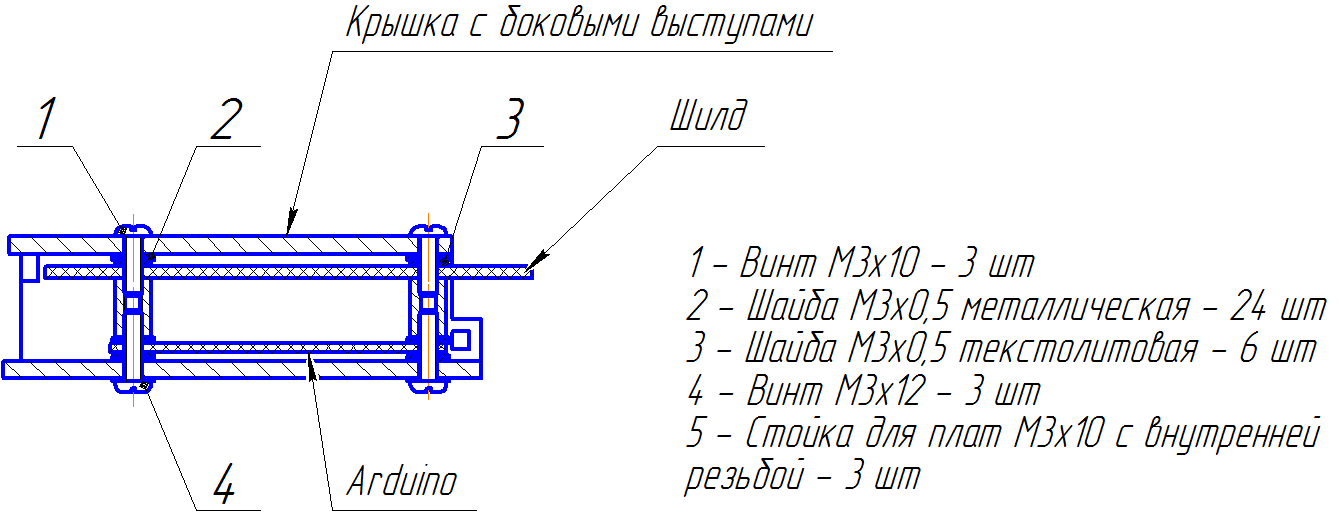 Крышка с боковыми выступами
1
2
3
Шилд
1 - Винт М3х10 - 3 шт
2 - Шайба М3х0,5 металлическая - 24 шт
3 - Шайба М3х0,5 текстолитовая - 6 шт
4 - Винт М3х12 - 3 шт
5 - Стойка для плат М3х10 с внутренней
резьбой - 3 шт
4
Arduino